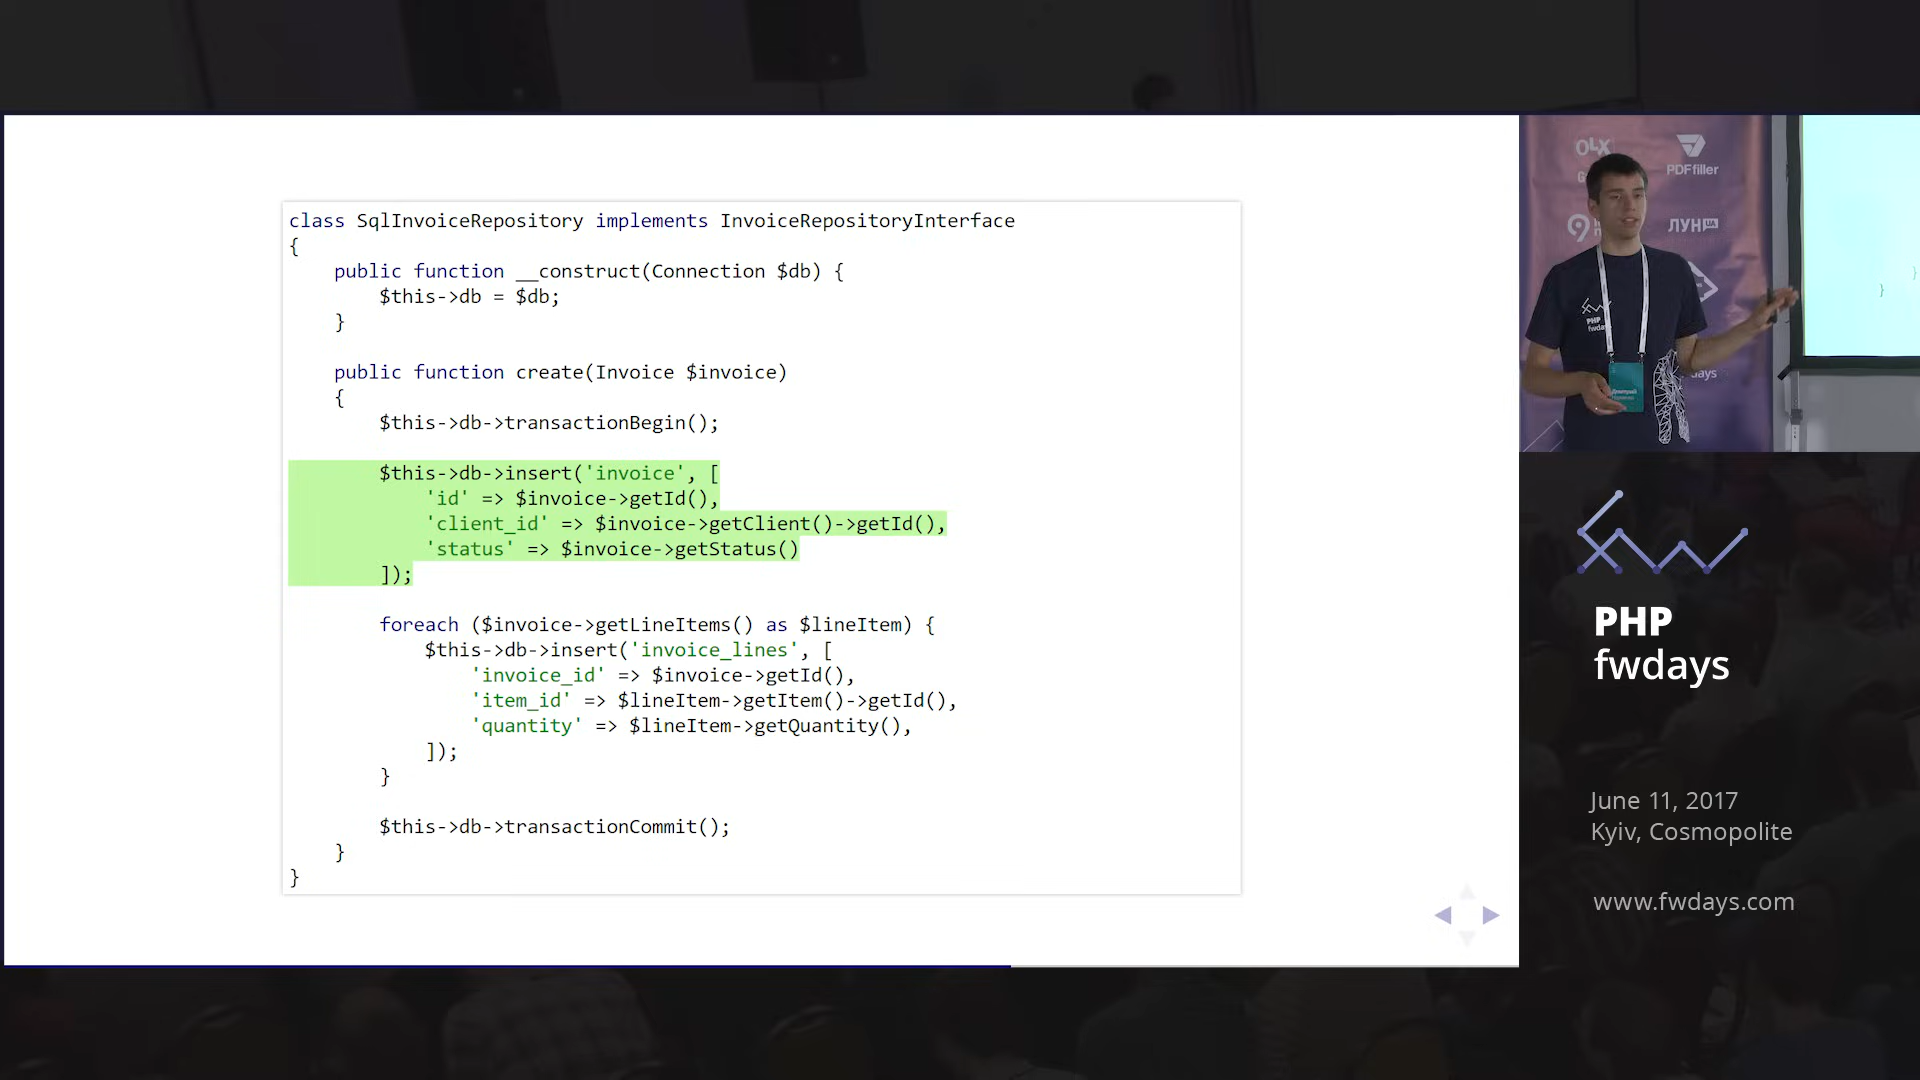 class SqlInvoiceRepository implements InvoiceRepositoryInterface
{
    public function __construct(Connection $db) {
        $this->db = $db;
    }

    public function create(Invoice $invoice)
    {
        $this->db->transactionBegin();

        $this->db->insert('invoice', [
            'id' => $invoice->getId(),
            'client_id' => $invoice->getClient()->getId(),
            'status' => $invoice->getStatus()
        ]);

        foreach ($invoice->getLineItems() as $lineItem) {
            $this->db->insert('invoice_lines', [
                'invoice_id' => $invoice->getId(),
                'item_id' => $lineItem->getItem()->getId(),
                'quantity' => $lineItem->getQuantity(),
            ]);
        }

        $this->db->transactionCommit();
    }
}
OLX
PDFfiller
ЛУН UA
PHP
}
}
PHP
fwdays
June 11, 2017
Kyiv, Cosmopolite
www.fwdays.com